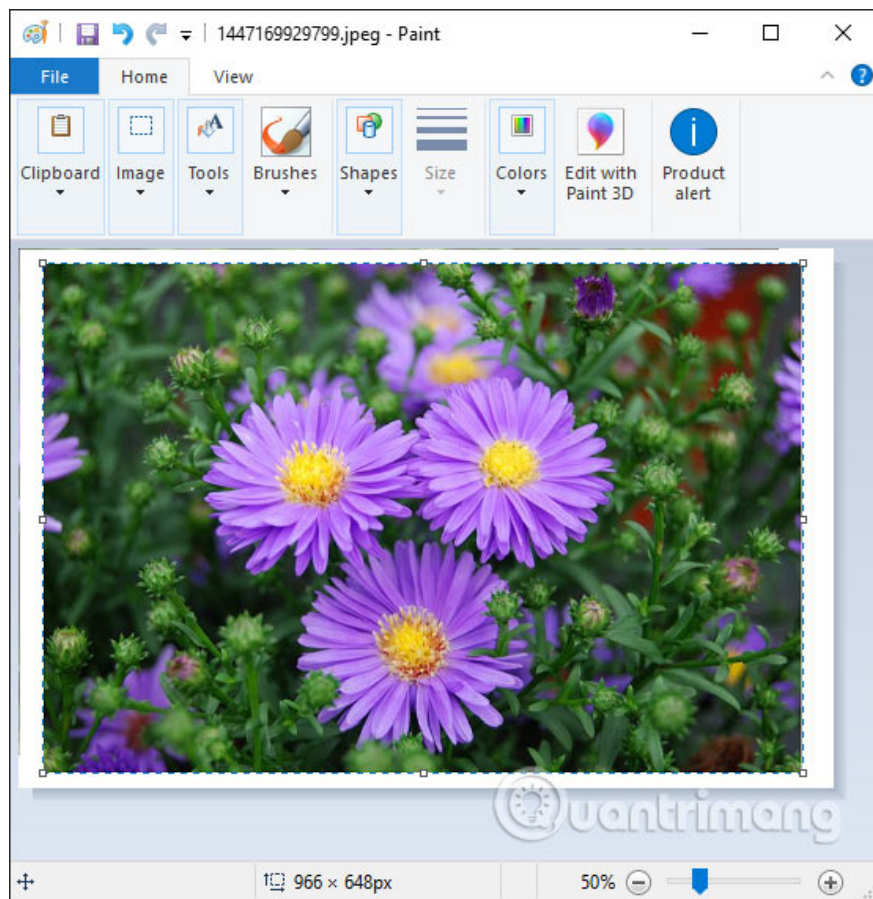 1447169929799.jpeg - Paint
File Home View
Clipboard Image Tools Brushes Shapes Size Colors Edit with Paint 3D Product alert
Quantrimang
966 × 648px 50%